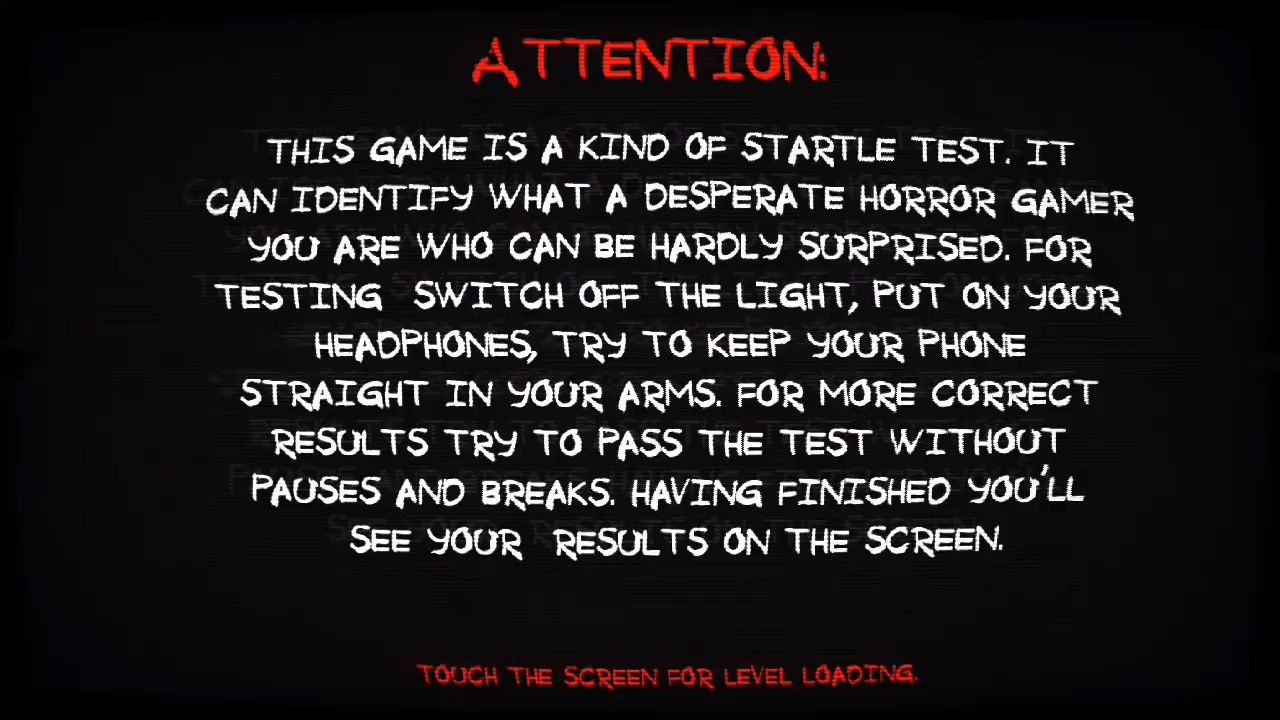 ATTENTION:
THIS GAME IS A KIND OF STARTLE TEST. IT
CAN IDENTIFY WHAT A DESPERATE HORROR GAMER
YOU ARE WHO CAN BE HARDLY SURPRISED. FOR
TESTING SWITCH OFF THE LIGHT, PUT ON YOUR
HEADPHONES, TRY TO KEEP YOUR PHONE
STRAIGHT IN YOUR ARMS. FOR MORE CORRECT
RESULTS TRY TO PASS THE TEST WITHOUT
PAUSES AND BREAKS. HAVING FINISHED YOU'LL
SEE YOUR RESULTS ON THE SCREEN.
TOUCH THE SCREEN FOR LEVEL LOADING.